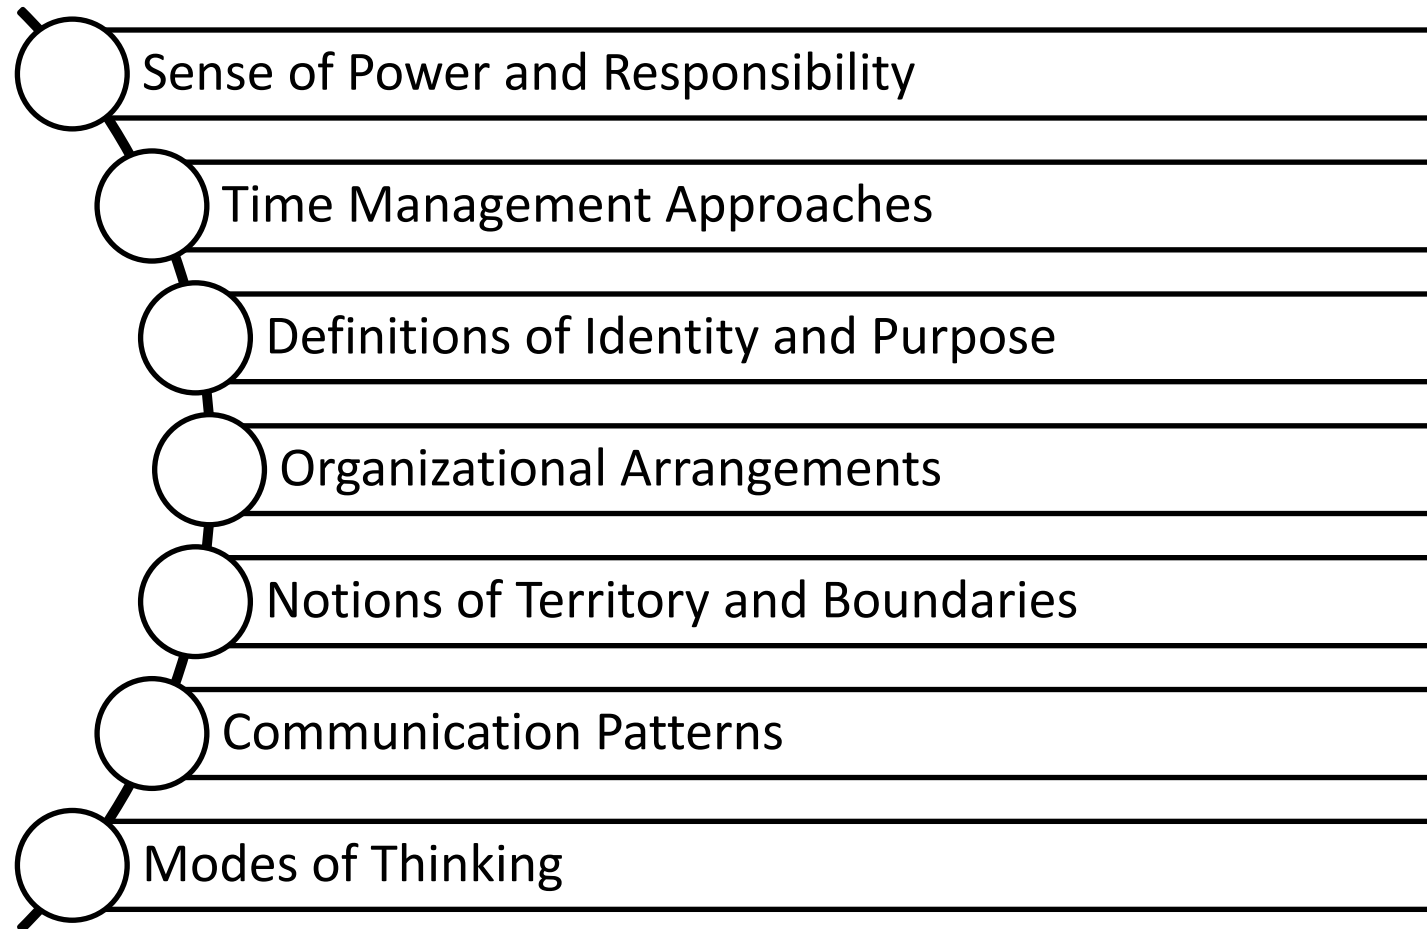 Sense of Power and Responsibility
Time Management Approaches
Definitions of Identity and Purpose
Organizational Arrangements
Notions of Territory and Boundaries
Communication Patterns
Modes of Thinking